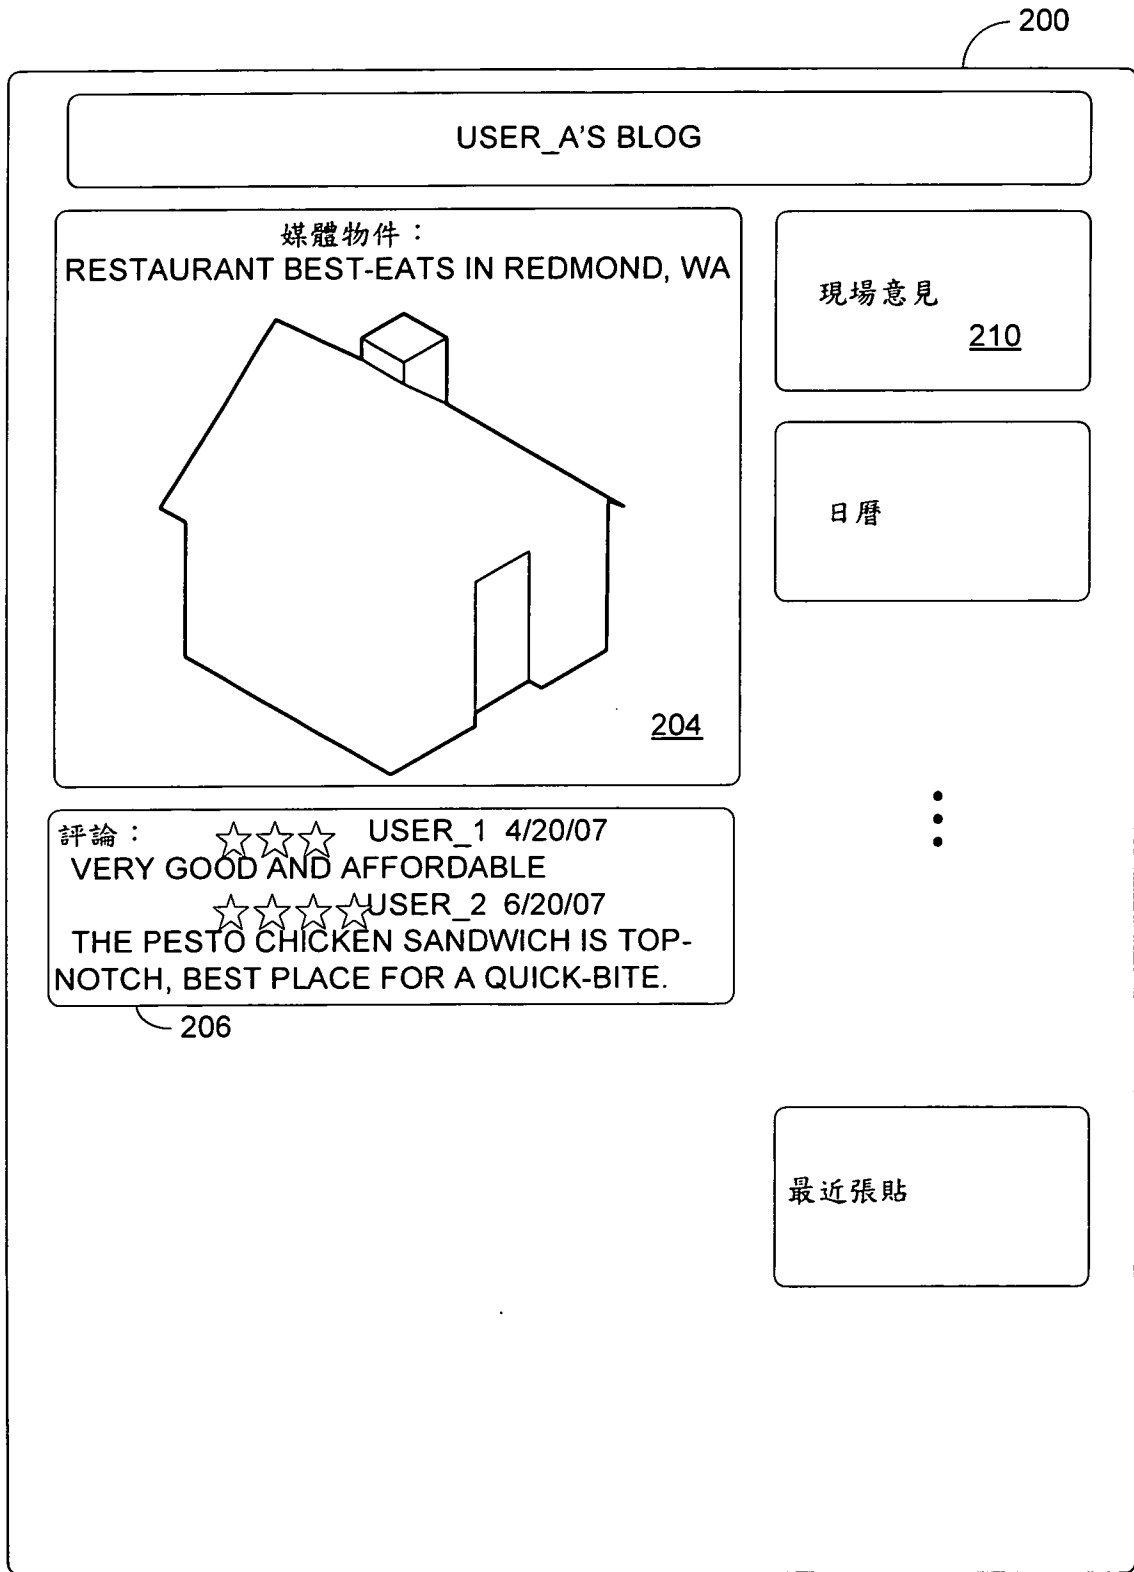 200
USER_A'S BLOG
媒體物件：
RESTAURANT BEST-EATS IN REDMOND, WA
204
現場意見
210
日曆
評論： USER_1 4/20/07
VERY GOOD AND AFFORDABLE
USER_2 6/20/07
THE PESTO CHICKEN SANDWICH IS TOP-
NOTCH, BEST PLACE FOR A QUICK-BITE.
206
最近張貼